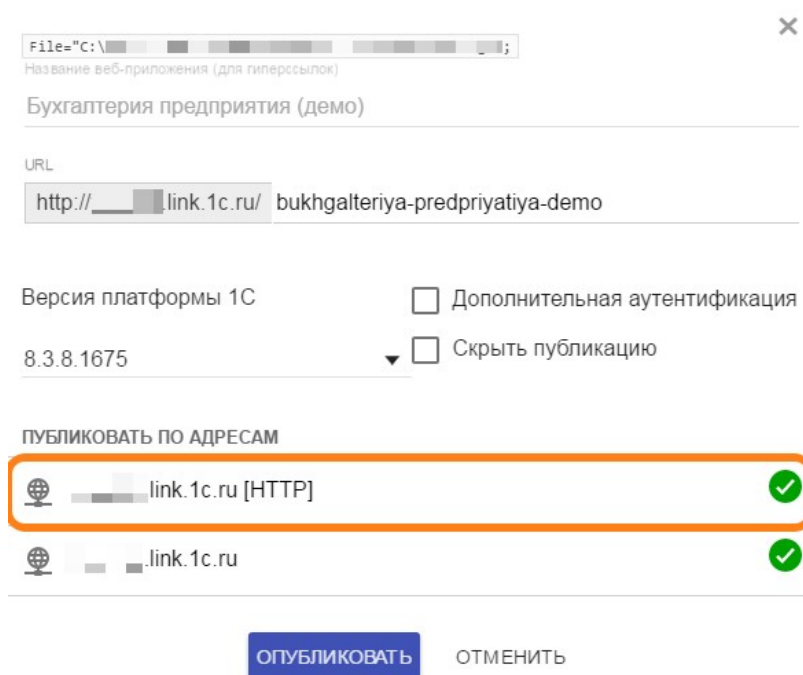 File="C:\ ;
Название веб-приложения (для гиперссылок)
Бухгалтерия предприятия (демо)
URL
http:// .link.1c.ru/ bukhgalteriya-predpriyatiya-demo
Версия платформы 1С
Дополнительная аутентификация
8.3.8.1675
Скрыть публикацию
ПУБЛИКОВАТЬ ПО АДРЕСАМ
link.1c.ru [HTTP]
.link.1c.ru
ОПУБЛИКОВАТЬ ОТМЕНИТЬ